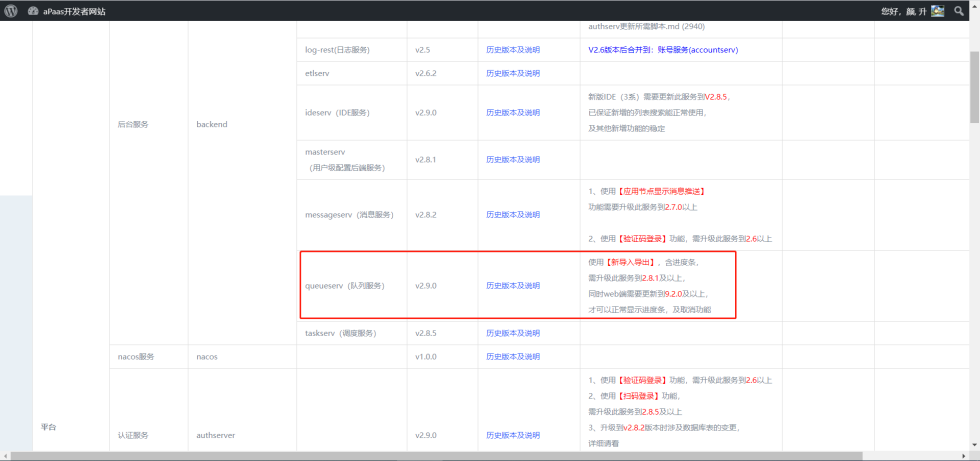 aPaas开发者网站
您好，颜, 升
authserv更新所需脚本.md (2940)
log-rest(日志服务) v2.5 历史版本及说明 V2.6版本后合并到：账号服务(accountserv)
etlserv v2.6.2 历史版本及说明
后台服务 backend
ideserv（IDE服务） v2.9.0 历史版本及说明
新版IDE（3系）需要更新此服务到V2.8.5,
已保证新增的列表搜索能正常使用,
及其他新增功能的稳定
masterserv
（用户级配置后端服务） v2.8.1 历史版本及说明
messageserv（消息服务） v2.8.2 历史版本及说明
1、使用【应用节点显示消息推送】
功能需要升级此服务到2.7.0以上
2、使用【验证码登录】功能，需升级此服务到2.6以上
queueserv（队列服务） v2.9.0 历史版本及说明
使用【新导入导出】，含进度条,
需升级此服务到2.8.1及以上,
同时web端需要更新到9.2.0及以上,
才可以正常显示进度条，及取消功能
taskserv（调度服务） v2.8.5 历史版本及说明
nacos服务 nacos v1.0.0 历史版本及说明
平台
认证服务 authserver v2.9.0 历史版本及说明
1、使用【验证码登录】功能，需升级此服务到2.6以上
2、使用【扫码登录】功能,
需升级此服务到2.8.5及以上
3、升级到v2.8.2版本时涉及数据库表的变更,
详细请看